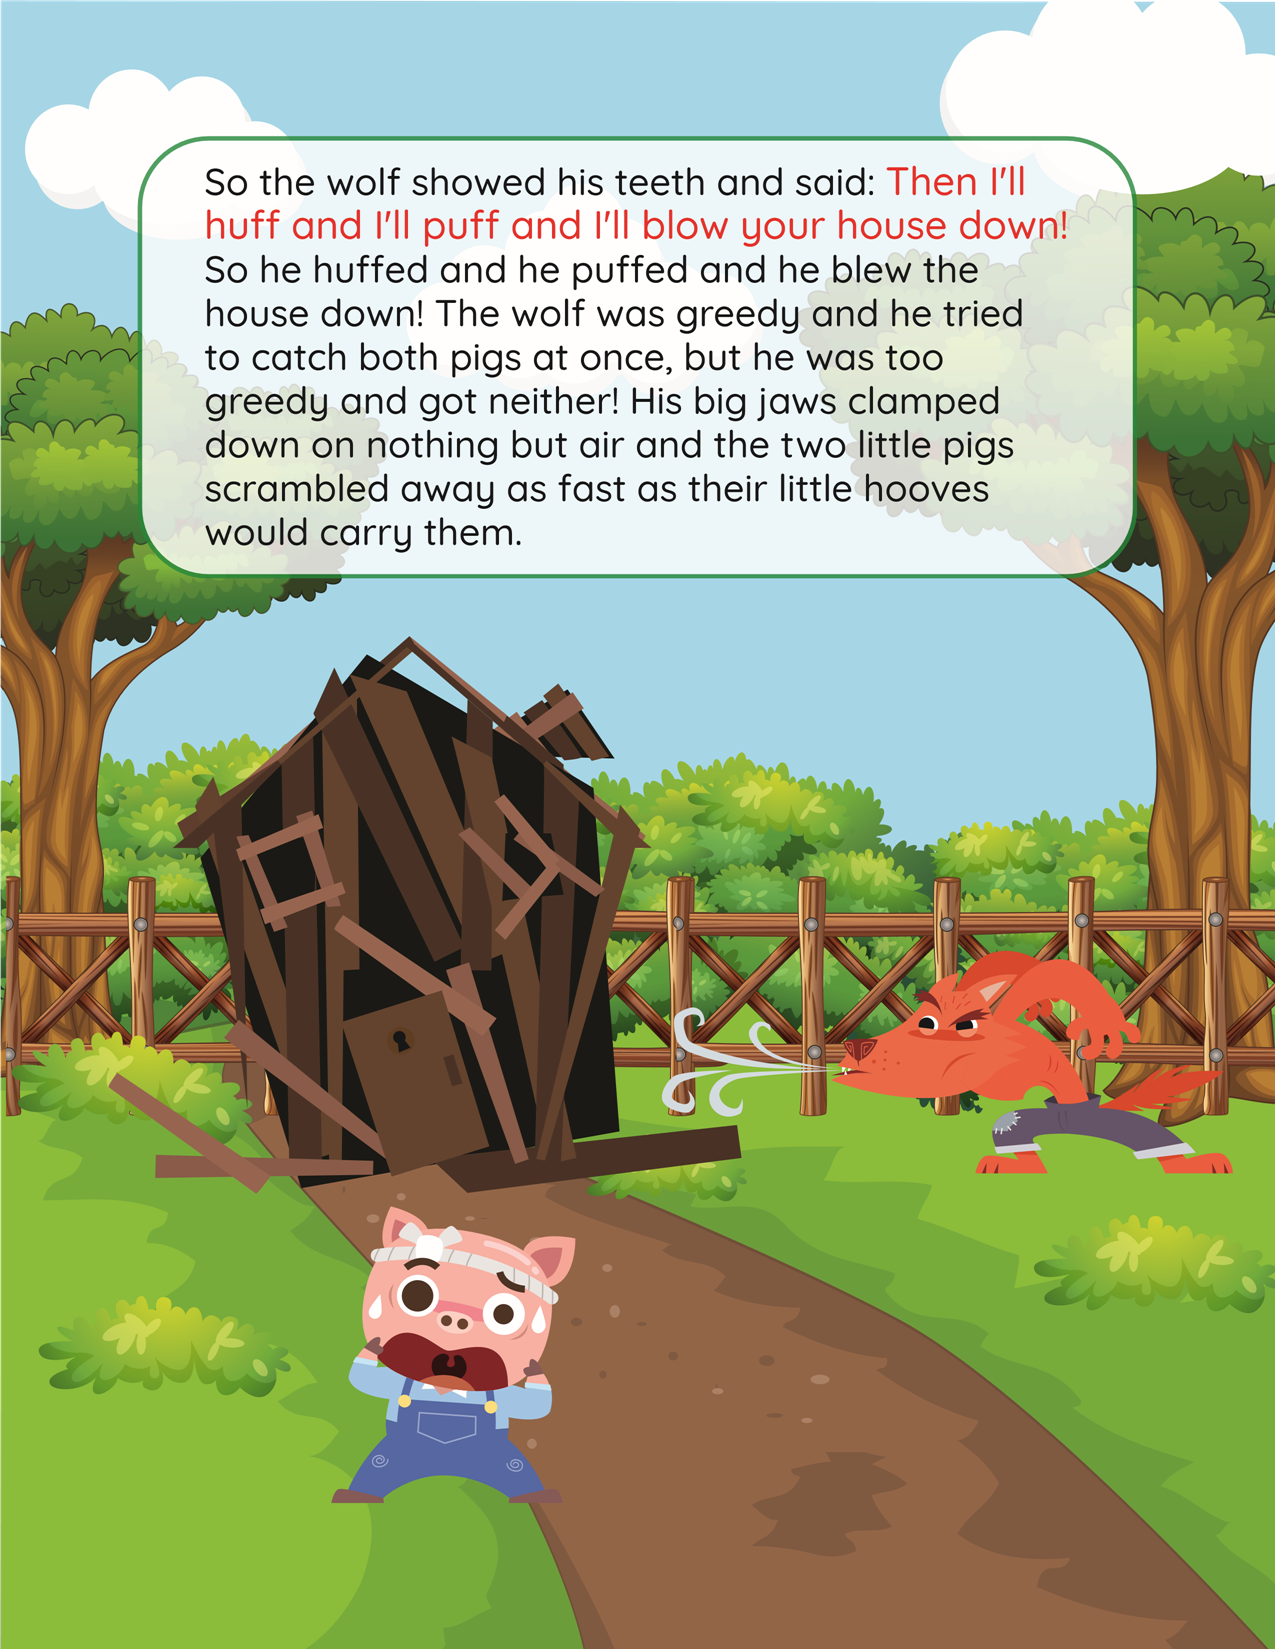 So the wolf showed his teeth and said: Then I'll
huff and I'll puff and I'll blow your house down!
So he huffed and he puffed and he blew the
house down! The wolf was greedy and he tried
to catch both pigs at once, but he was too
greedy and got neither! His big jaws clamped
down on nothing but air and the two little pigs
scrambled away as fast as their little hooves
would carry them.